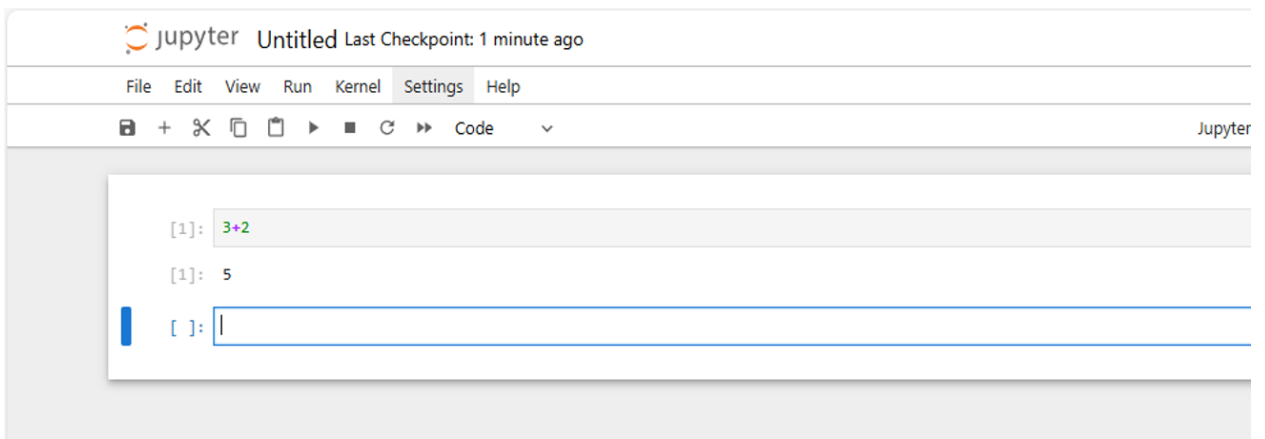 jupyter Untitled Last Checkpoint: 1 minute ago
File Edit View Run Kernel Settings Help
Code
Jupyter
[1]: 3+2
[1]: 5
[ ]: